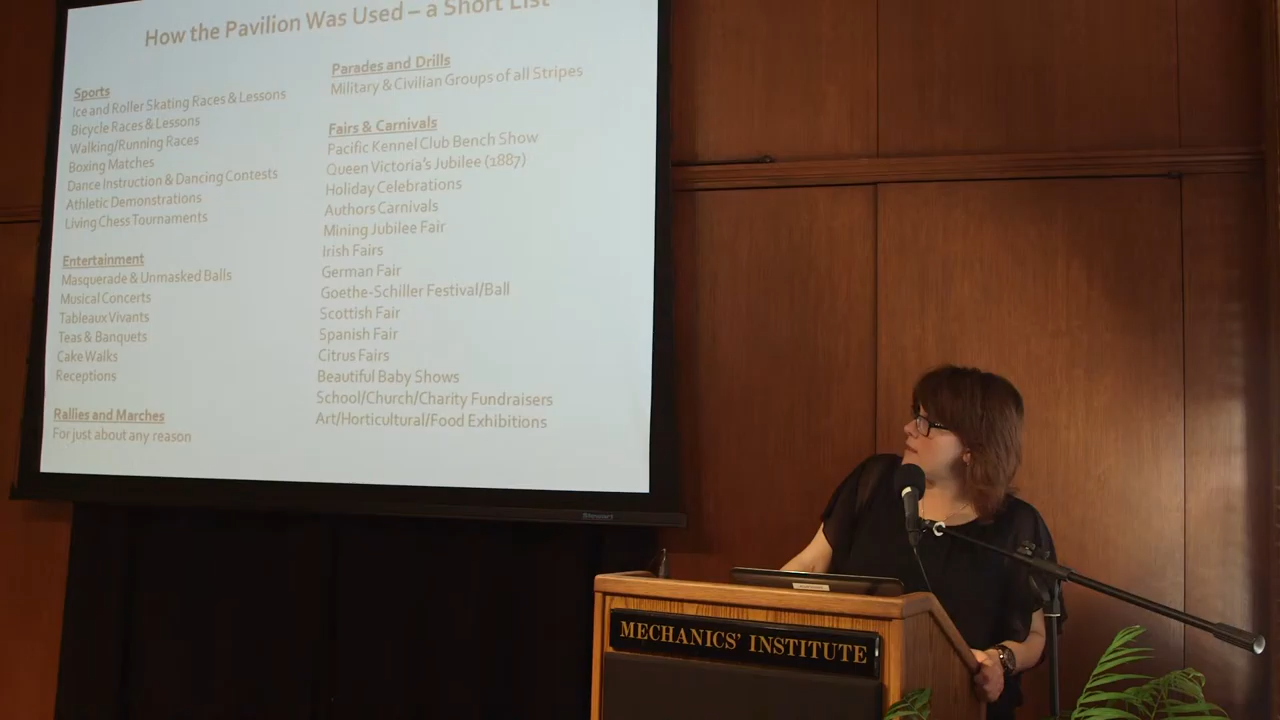 How the Pavilion Was Used – a Short List
Sports
Ice and Roller Skating Races & Lessons
Bicycle Races & Lessons
Walking/Running Races
Boxing Matches
Dance Instruction & Dancing Contests
Athletic Demonstrations
Living Chess Tournaments
Entertainment
Masquerade & Unmasked Balls
Musical Concerts
Tableaux Vivants
Teas & Banquets
Cake Walks
Receptions
Rallies and Marches
For just about any reason
Parades and Drills
Military & Civilian Groups of all Stripes
Fairs & Carnivals
Pacific Kennel Club Bench Show
Queen Victoria's Jubilee (1887)
Holiday Celebrations
Authors Carnivals
Mining Jubilee Fair
Irish Fairs
German Fair
Goethe-Schiller Festival/Ball
Scottish Fair
Spanish Fair
Citrus Fairs
Beautiful Baby Shows
School/Church/Charity Fundraisers
Art/Horticultural/Food Exhibitions
Stewart
MECHANICS' INSTITUTE